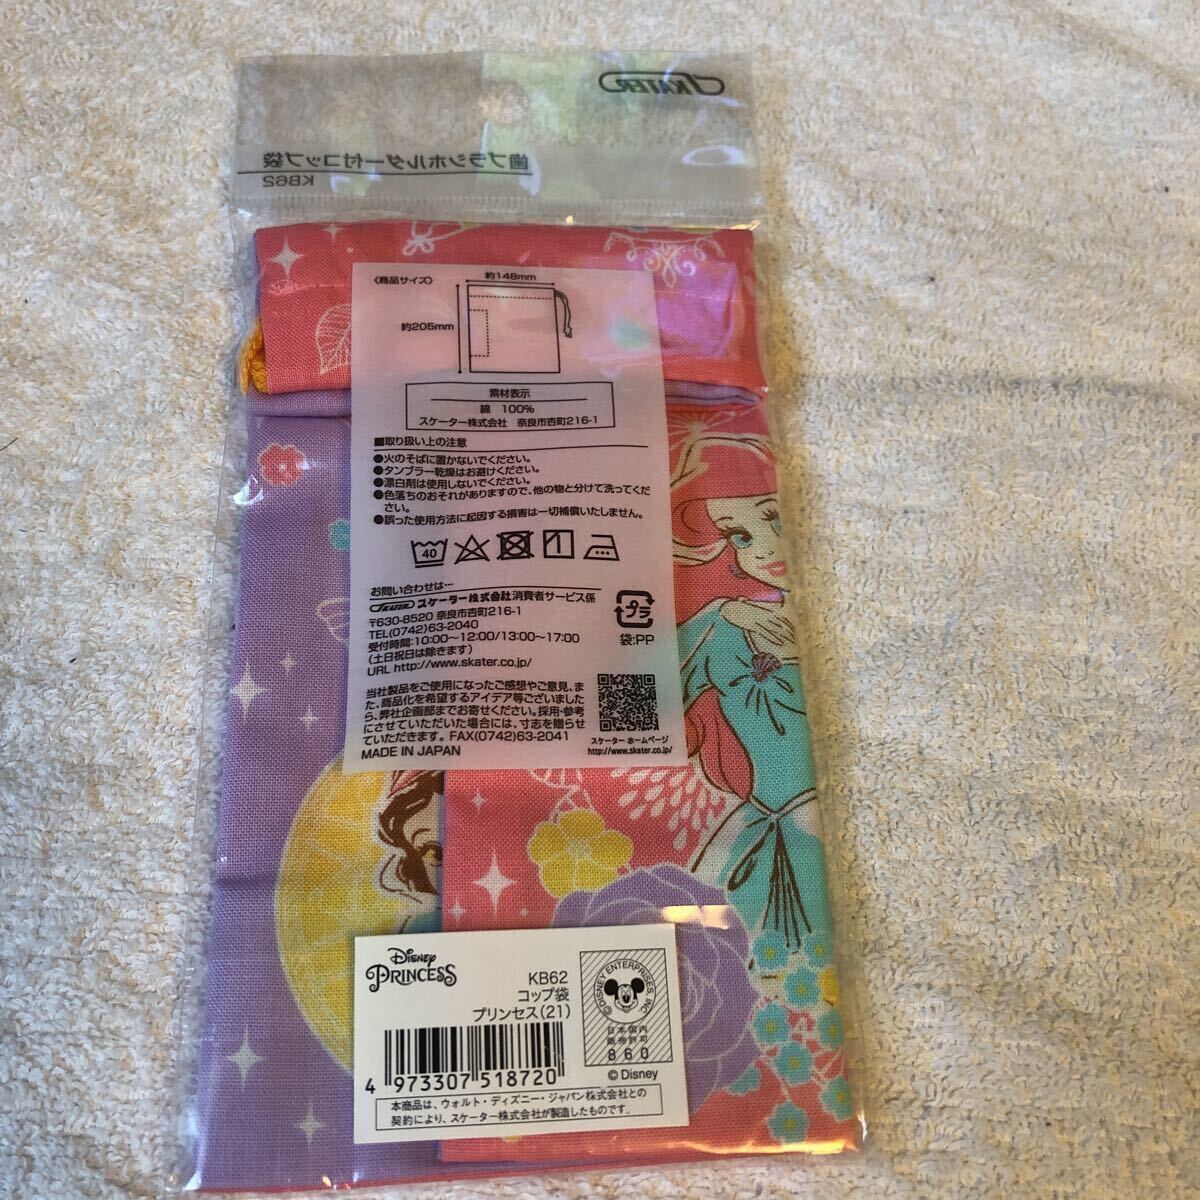 SKATER
歯ブラシホルダー付コップ袋
KB62
〈商品サイズ〉
約148mm
約205mm
素材表示
綿 100%
スケーター株式会社 奈良市杏町216-1
■取り扱い上の注意
●火のそばに置かないでください。
●タンブラー乾燥はお避けください。
●漂白剤は使用しないでください。
●色落ちのおそれがありますので、他の物と分けて洗ってくだ
さい。
●誤った使用方法に起因する損害は一切補償いたしません。
40
お問い合わせは…
SKATER スケーター株式会社 消費者サービス係
〒630-8520 奈良市杏町216-1
TEL(0742)63-2040
受付時間:10:00〜12:00/13:00〜17:00
(土日祝日は除きます)
URL http://www.skater.co.jp/
プラ
袋:PP
当社製品をご使用になったご感想やご意見、ま
た、商品化を希望するアイデア等ございました
ら、弊社企画部までお寄せください。採用・参考
にさせていただいた場合には、寸志を贈らせ
ていただきます。 FAX(0742)63-2041
MADE IN JAPAN
スケーター ホームページ
http://www.skater.co.jp/
Disney
PRINCESS
KB62
コップ袋
プリンセス(21)
4 973307 518720
©DISNEY ENTERPRISES, INC.
日本国内
販売許可
860
© Disney
本商品は、ウォルト・ディズニー・ジャパン株式会社との
契約により、スケーター株式会社が製造したものです。